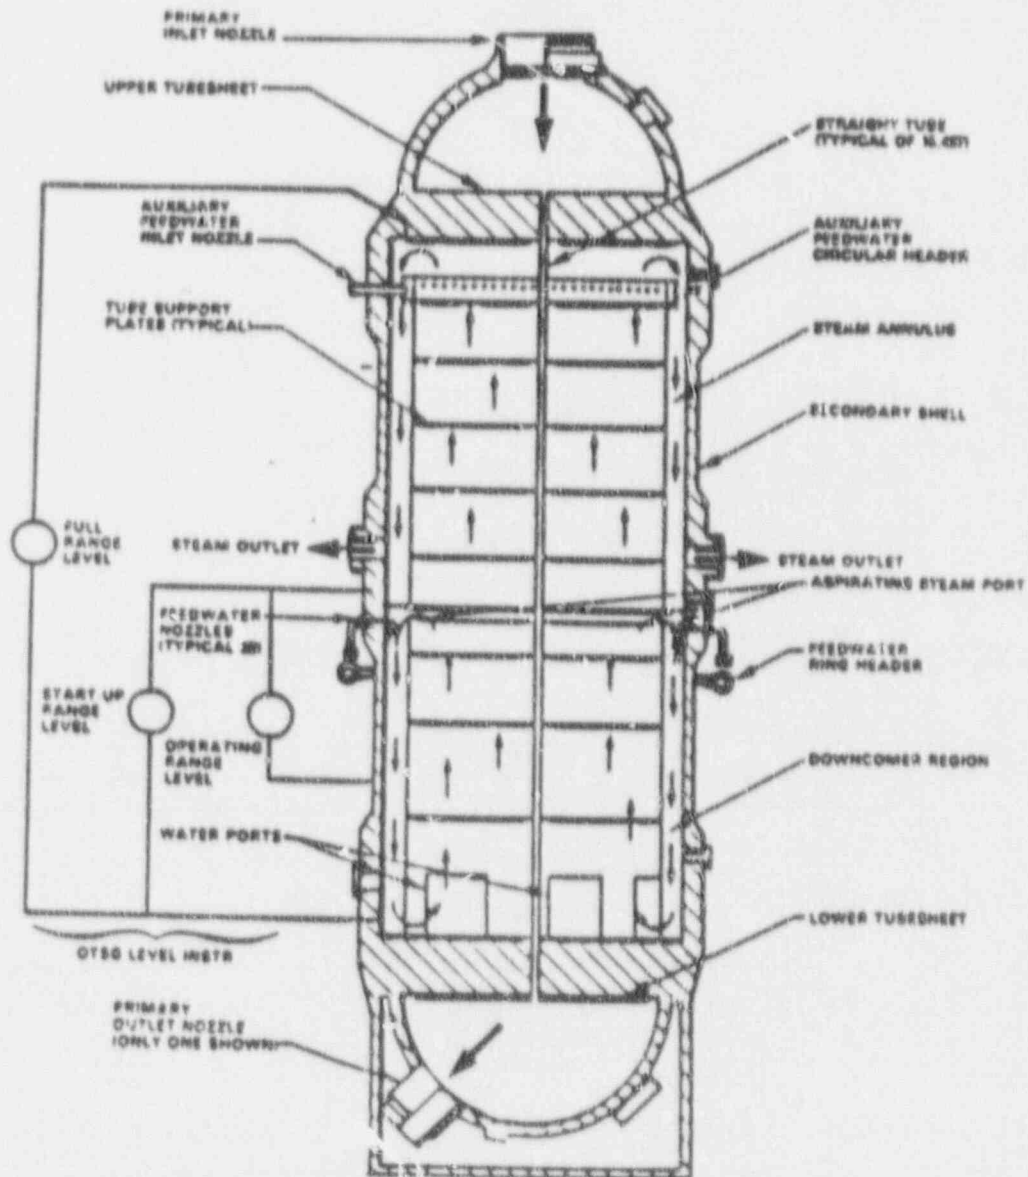 PRIMARY
INLET NOZZLE
UPPER TUBESHEET
STRAIGHT TUBE
(TYPICAL OF
AUXILIARY
FEEDWATER
INLET NOZZLE
AUXILIARY
FEEDWATER
CIRCULAR HEADER
TUBE SUPPORT
PLATES (TYPICAL)
STEAM ANNULUS
SECONDARY SHELL
FULL
RANGE
LEVEL
STEAM OUTLET
STEAM OUTLET
ASPIRATING STEAM PORT
FEEDWATER
NOZZLES
(TYPICAL
FEEDWATER
RING HEADER
START UP
RANGE
LEVEL
OPERATING
RANGE
LEVEL
DOWNCOMER REGION
WATER PORTS
LOWER TUBESHEET
OTSG LEVEL INSTR
PRIMARY
OUTLET NOZZLE
(ONLY ONE SHOWN)